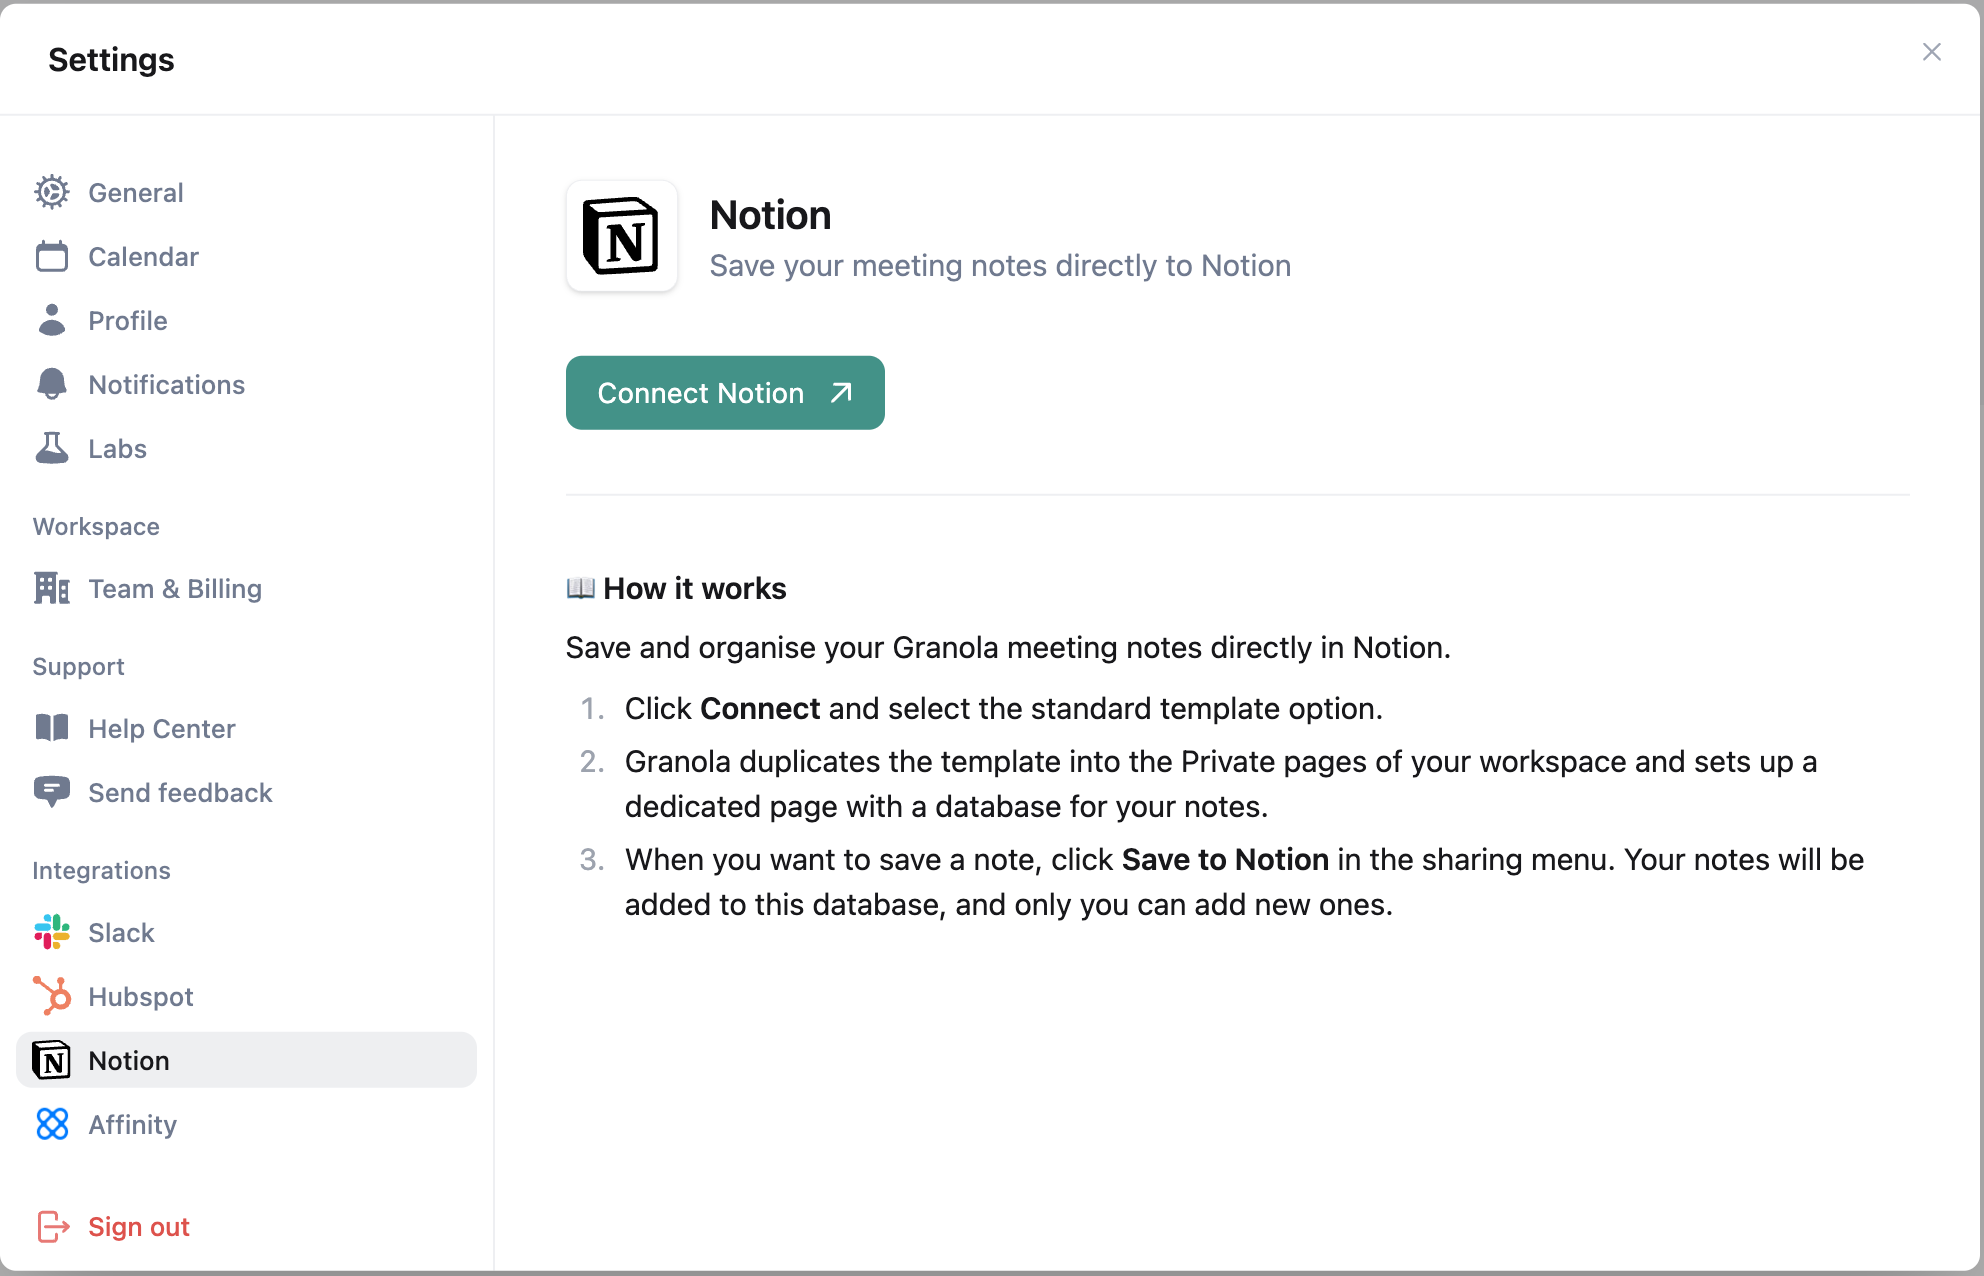 Settings
General
Calendar
Profile
Notifications
Labs
Workspace
Team & Billing
Support
Help Center
Send feedback
Integrations
Slack
Hubspot
Notion
Affinity
Sign out
Notion
Save your meeting notes directly to Notion
Connect Notion
How it works
Save and organise your Granola meeting notes directly in Notion.
1. Click Connect and select the standard template option.
2. Granola duplicates the template into the Private pages of your workspace and sets up a
dedicated page with a database for your notes.
3. When you want to save a note, click Save to Notion in the sharing menu. Your notes will be
added to this database, and only you can add new ones.